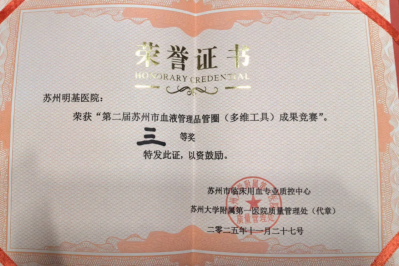 荣誉证书
HONORARY CREDENTIAL
苏州明基医院：
荣获“第二届苏州市血液管理品管圈（多维工具）成果竞赛”。
三 等奖
特发此证，以资鼓励。
苏州市临床用血专业质控中心
苏州大学附属第一医院质量管理处（代章）
二〇二五年十一月二十七号